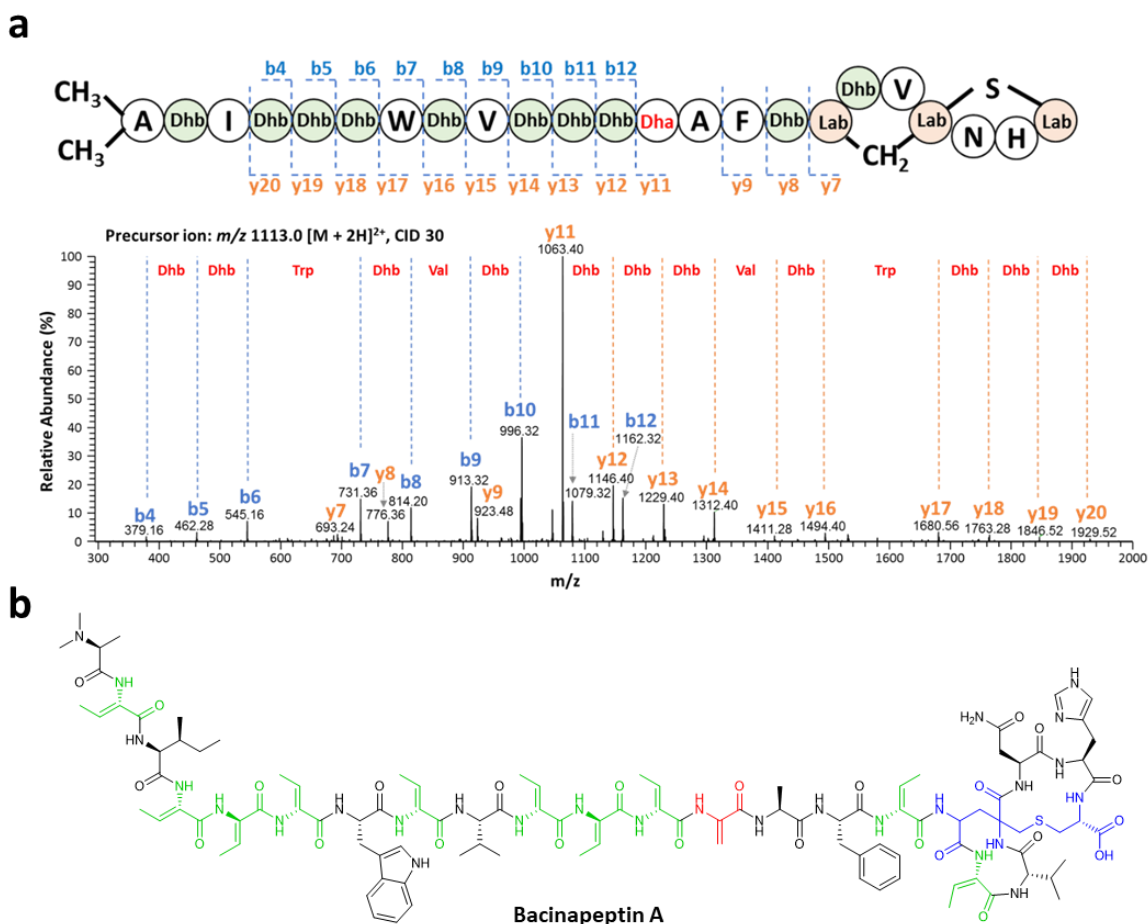 a
b4 b5 b6 b7 b8 b9 b10 b11 b12
CH3
CH3
A Dhb I Dhb Dhb Dhb W Dhb V Dhb Dhb Dhb Dha A F Dhb Lab Dhb V Lab S N H Lab
CH2
y20 y19 y18 y17 y16 y15 y14 y13 y12 y11 y9 y8 y7
Precursor ion: m/z 1113.0 [M + 2H]2+, CID 30
y11
1063.40
Dhb Dhb Trp Dhb Val Dhb Dhb Dhb Dhb Val Dhb Trp Dhb Dhb Dhb
Relative Abundance (%)
100
90
80
70
60
50
40
30
20
10
0
b4
379.16
b5
462.28
b6
545.16
y7
693.24
b7
731.36
y8
776.36
b8
814.20
b9
913.32
y9
923.48
b10
996.32
b11
1079.32
y12
1146.40
b12
1162.32
y13
1229.40
y14
1312.40
y15
1411.28
y16
1494.40
y17
1680.56
y18
1763.28
y19
1846.52
y20
1929.52
300 400 500 600 700 800 900 1000 1100 1200 1300 1400 1500 1600 1700 1800 1900 2000
m/z
b
N
O
NH
O
HN
O
NH
O
H
N
O
H
N
O
H
N
O
H
N
O
H
N
O
H
N
O
H
N
O
H
N
O
H
N
O
H
N
O
H
N
O
H
N
O
NH
H2N
O
O
NH
HN
S
HN
O
NH
O
N
H
O
N
NH
O
NH
O
OH
Bacinapeptin A